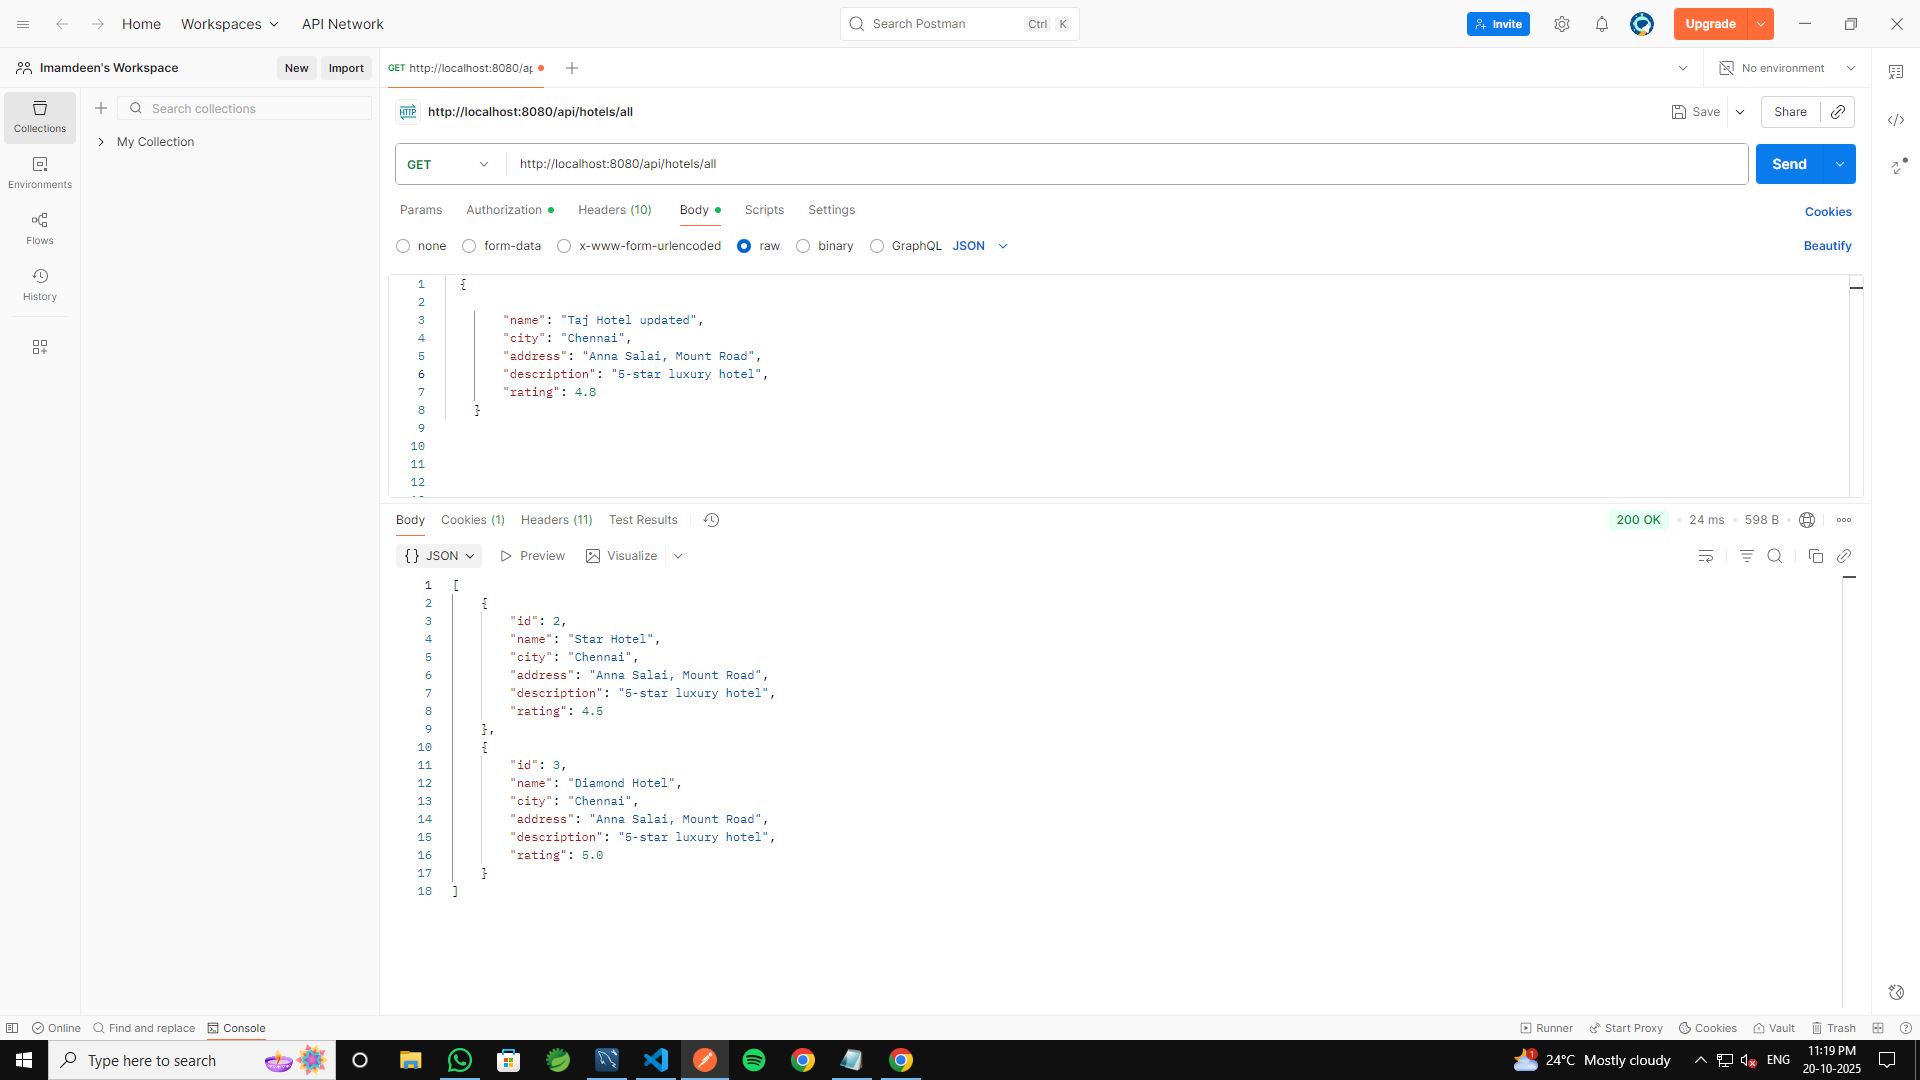 Home
Workspaces
API Network
Search Postman
Ctrl
K
Invite
Upgrade
Imamdeen's Workspace
New
Import
GET http://localhost:8080/ap
No environment
Collections
Environments
Flows
History
Search collections
My Collection
HTTP
http://localhost:8080/api/hotels/all
Save
Share
GET
http://localhost:8080/api/hotels/all
Send
Params
Authorization
Headers (10)
Body
Scripts
Settings
Cookies
none
form-data
x-www-form-urlencoded
raw
binary
GraphQL
JSON
Beautify
1 {
2
3 "name": "Taj Hotel updated",
4 "city": "Chennai",
5 "address": "Anna Salai, Mount Road",
6 "description": "5-star luxury hotel",
7 "rating": 4.8
8 }
9
10
11
12
Body
Cookies (1)
Headers (11)
Test Results
200 OK
24 ms
598 B
{} JSON
Preview
Visualize
1 [
2 {
3 "id": 2,
4 "name": "Star Hotel",
5 "city": "Chennai",
6 "address": "Anna Salai, Mount Road",
7 "description": "5-star luxury hotel",
8 "rating": 4.5
9 },
10 {
11 "id": 3,
12 "name": "Diamond Hotel",
13 "city": "Chennai",
14 "address": "Anna Salai, Mount Road",
15 "description": "5-star luxury hotel",
16 "rating": 5.0
17 }
18 ]
Online
Find and replace
Console
Runner
Start Proxy
Cookies
Vault
Trash
Type here to search
1
24°C Mostly cloudy
ENG
11:19 PM
20-10-2025